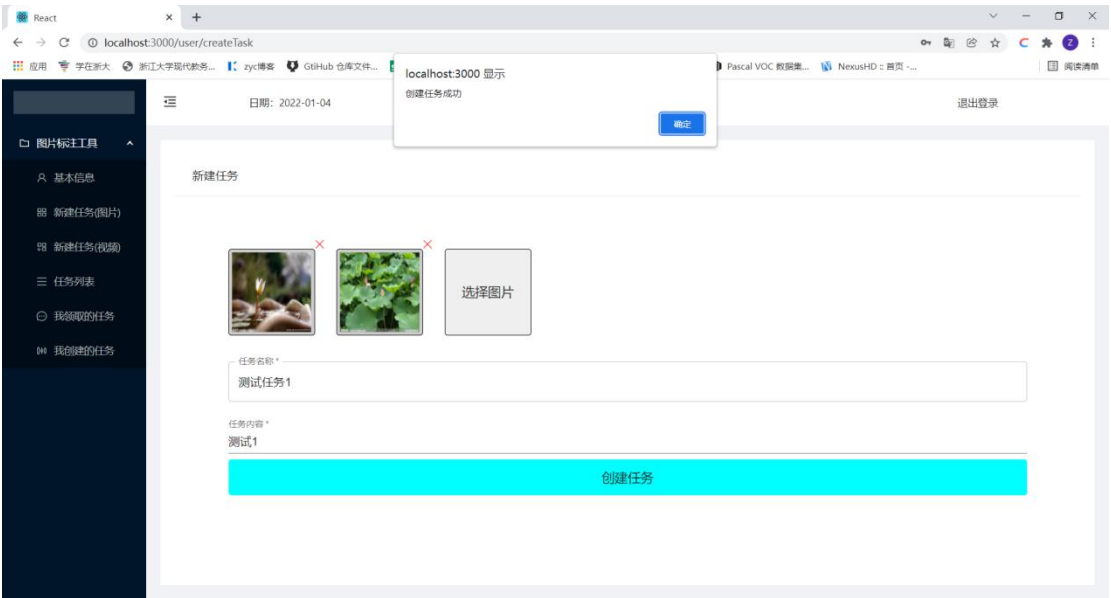 React
localhost:3000/user/createTask
Z
应用 学在浙大 浙江大学现代教务... zyc博客 GtiHub 仓库文件... Pascal VOC 数据集... NexusHD :: 首页 -... 阅读清单
localhost:3000 显示
创建任务成功
确定
日期: 2022-01-04
退出登录
图片标注工具
基本信息
新建任务(图片)
新建任务(视频)
任务列表
我领取的任务
我创建的任务
新建任务
选择图片
任务名称 *
测试任务1
任务内容 *
测试1
创建任务